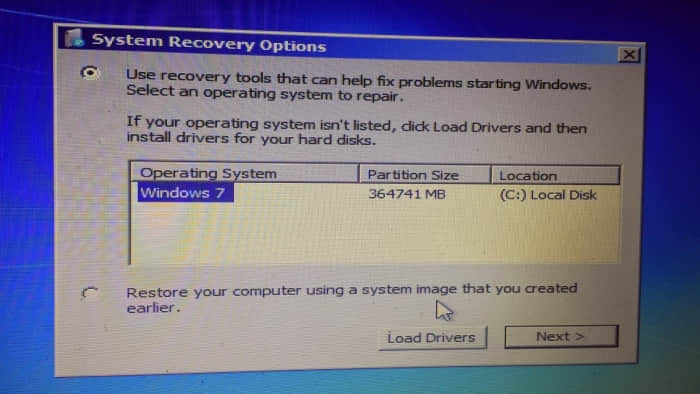 System Recovery Options
Use recovery tools that can help fix problems starting Windows.
Select an operating system to repair.
If your operating system isn't listed, click Load Drivers and then
install drivers for your hard disks.
Operating System Partition Size Location
Windows 7 364741 MB (C:) Local Disk
Restore your computer using a system image that you created
earlier.
Load Drivers Next >